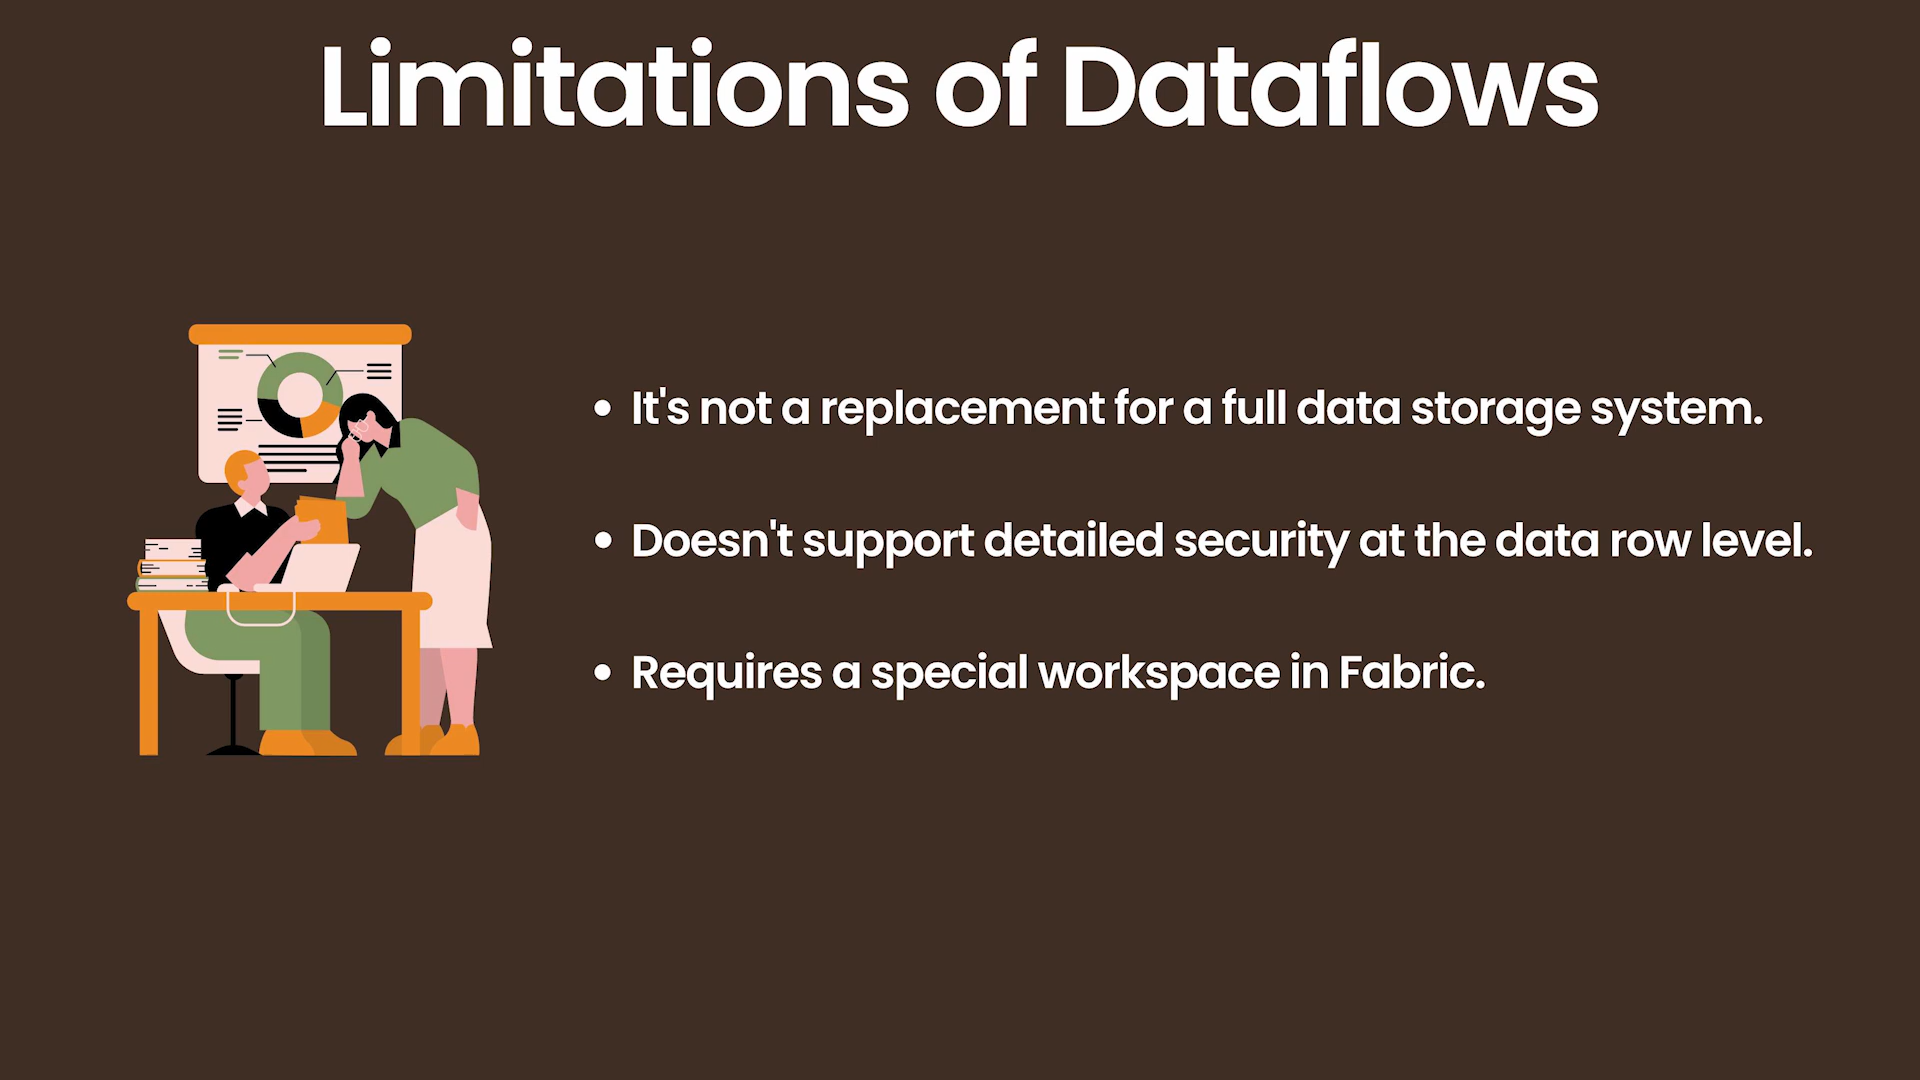 Limitations of Dataflows
• It's not a replacement for a full data storage system.
• Doesn't support detailed security at the data row level.
• Requires a special workspace in Fabric.